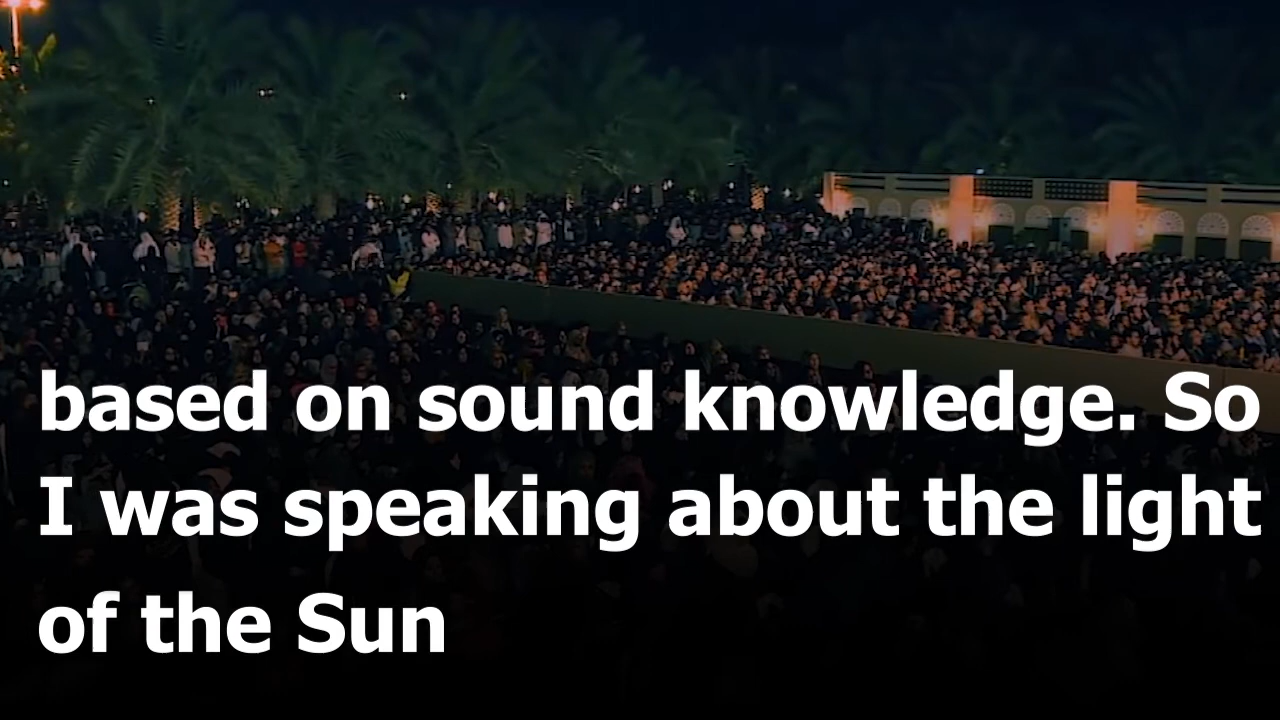 based on sound knowledge. So
I was speaking about the light
of the Sun